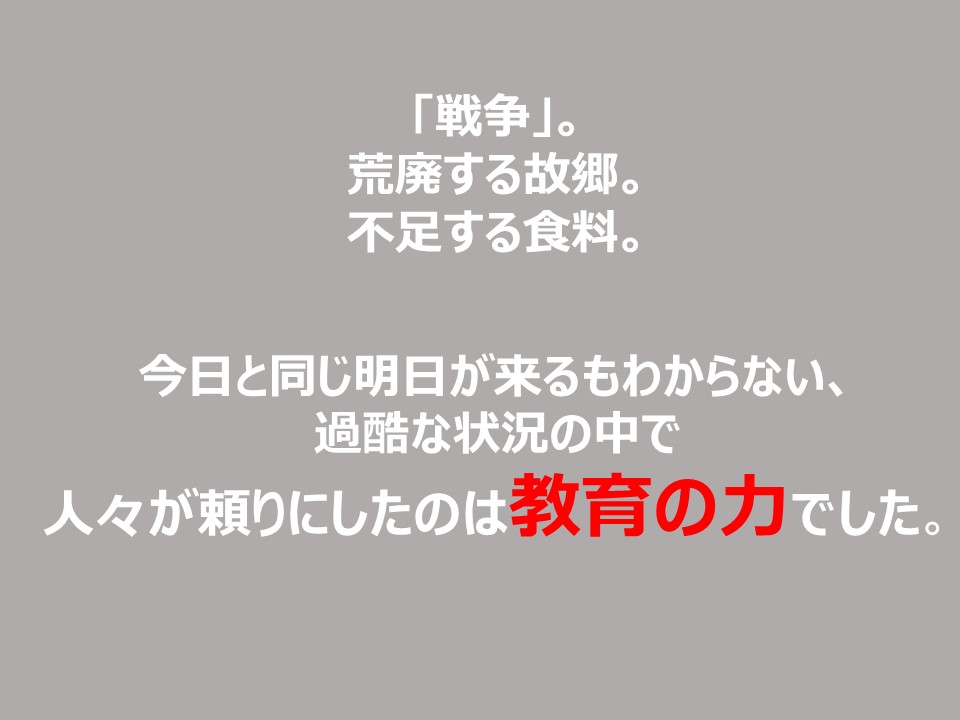 「戦争」。
荒廃する故郷。
不足する食料。
今日と同じ明日が来るもわからない、
過酷な状況の中で
人々が頼りにしたのは教育の力でした。